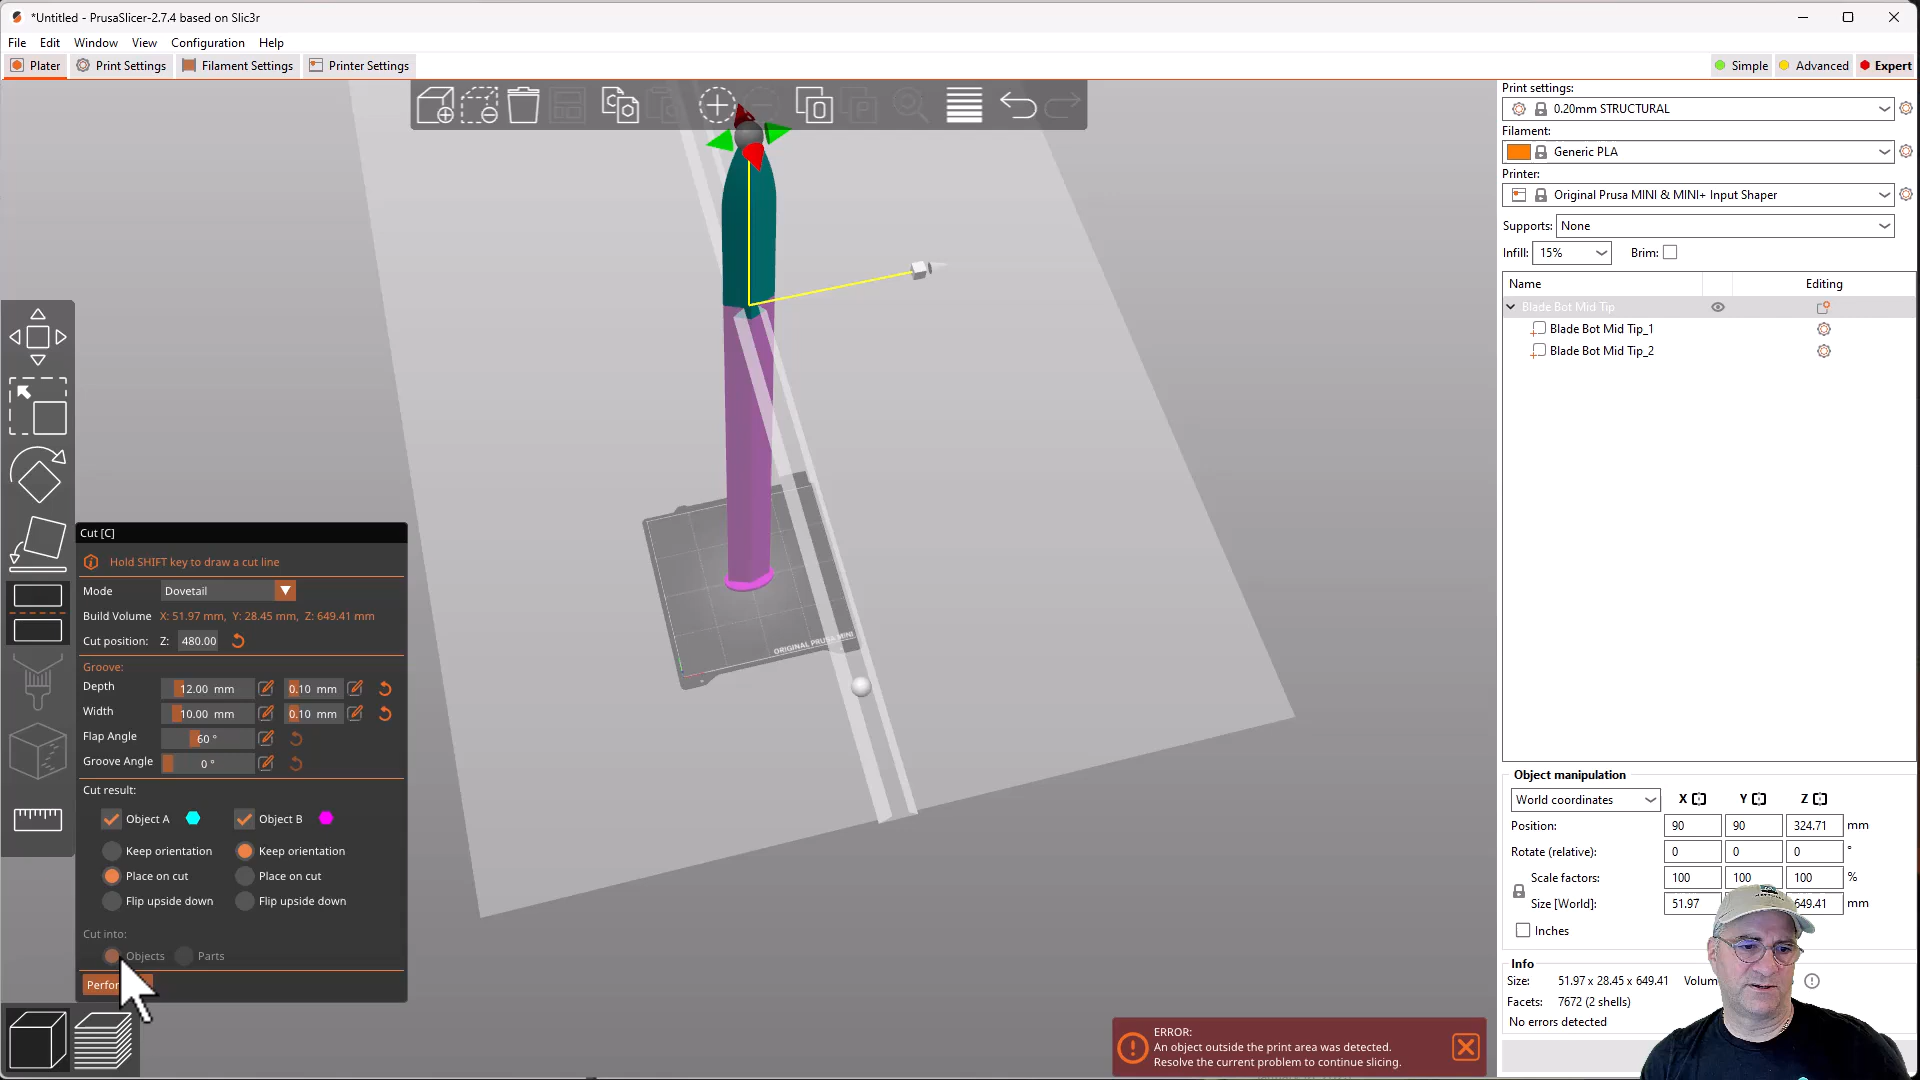 *Untitled - PrusaSlicer-2.7.4 based on Slic3r
File Edit Window View Configuration Help
Plater Print Settings Filament Settings Printer Settings
Simple Advanced Expert
Print settings:
0.20mm STRUCTURAL
Filament:
Generic PLA
Printer:
Original Prusa MINI & MINI+ Input Shaper
Supports: None
Infill: 15% Brim:
Name Editing
Blade Bot Mid Tip
Blade Bot Mid Tip_1
Blade Bot Mid Tip_2
ORIGINAL PRUSA MINI
Cut [C]
Hold SHIFT key to draw a cut line
Mode Dovetail
Build Volume X: 51.97 mm, Y: 28.45 mm, Z: 649.41 mm
Cut position: Z: 480.00
Groove:
Depth 12.00 mm 0.10 mm
Width 10.00 mm 0.10 mm
Flap Angle 60 °
Groove Angle 0 °
Cut result:
Object A Object B
Keep orientation Keep orientation
Place on cut Place on cut
Flip upside down Flip upside down
Cut into:
Objects Parts
Object manipulation
World coordinates X Y Z
Position: 90 90 324.71 mm
Rotate (relative): 0 0 0 °
Scale factors: 100 100 100 %
Size [World]: 51.97 649.41 mm
Inches
Info
Size: 51.97 x 28.45 x 649.41
Facets: 7672 (2 shells)
No errors detected
ERROR:
An object outside the print area was detected.
Resolve the current problem to continue slicing.